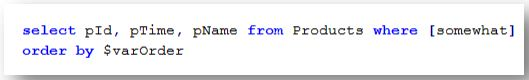 select pId, pTime, pName from Products where [somewhat]
order by $varOrder